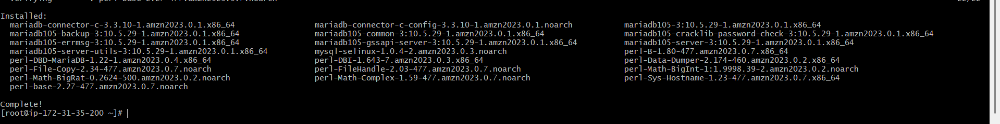 Installed:
  mariadb-connector-c-3.3.10-1.amzn2023.0.1.x86_64                 mariadb-connector-c-config-3.3.10-1.amzn2023.0.1.noarch           mariadb105-3:10.5.29-1.amzn2023.0.1.x86_64
  mariadb105-backup-3:10.5.29-1.amzn2023.0.1.x86_64                mariadb105-common-3:10.5.29-1.amzn2023.0.1.x86_64                 mariadb105-cracklib-password-check-3:10.5.29-1.amzn2023.0.1.x86_64
  mariadb105-errmsg-3:10.5.29-1.amzn2023.0.1.x86_64                mariadb105-gssapi-server-3:10.5.29-1.amzn2023.0.1.x86_64          mariadb105-server-3:10.5.29-1.amzn2023.0.1.x86_64
  mariadb105-server-utils-3:10.5.29-1.amzn2023.0.1.x86_64          mysql-selinux-1.0.4-2.amzn2023.0.3.noarch                         perl-B-1.80-477.amzn2023.0.7.x86_64
  perl-DBD-MariaDB-1.22-1.amzn2023.0.4.x86_64                      perl-DBI-1.643-7.amzn2023.0.3.x86_64                              perl-Data-Dumper-2.174-460.amzn2023.0.2.x86_64
  perl-File-Copy-2.34-477.amzn2023.0.7.noarch                      perl-FileHandle-2.03-477.amzn2023.0.7.noarch                      perl-Math-BigInt-1:1.9998.39-2.amzn2023.0.2.noarch
  perl-Math-BigRat-0.2624-500.amzn2023.0.2.noarch                  perl-Math-Complex-1.59-477.amzn2023.0.7.noarch                    perl-Sys-Hostname-1.23-477.amzn2023.0.7.x86_64
  perl-base-2.27-477.amzn2023.0.7.noarch
Complete!
[root@ip-172-31-35-200 ~]#